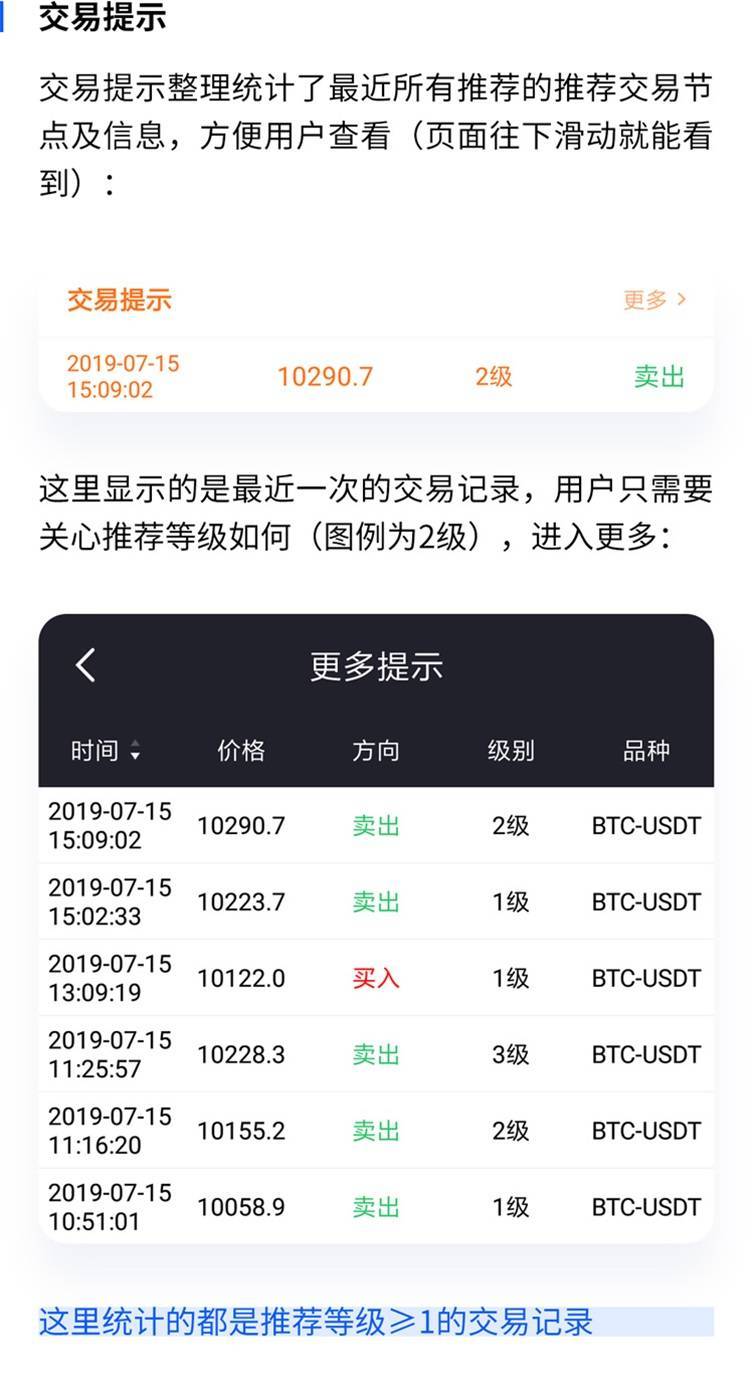 交易提示
交易提示整理统计了最近所有推荐的推荐交易节
点及信息，方便用户查看（页面往下滑动就能看
到）：
交易提示 更多
2019-07-15
15:09:02
10290.7 2级 卖出
这里显示的是最近一次的交易记录，用户只需要
关心推荐等级如何（图例为2级），进入更多：
更多提示
时间 价格 方向 级别 品种
2019-07-15
15:09:02
10290.7 卖出 2级 BTC-USDT
2019-07-15
15:02:33
10223.7 卖出 1级 BTC-USDT
2019-07-15
13:09:19
10122.0 买入 1级 BTC-USDT
2019-07-15
11:25:57
10228.3 卖出 3级 BTC-USDT
2019-07-15
11:16:20
10155.2 卖出 2级 BTC-USDT
2019-07-15
10:51:01
10058.9 卖出 1级 BTC-USDT
这里统计的都是推荐等级≥1的交易记录